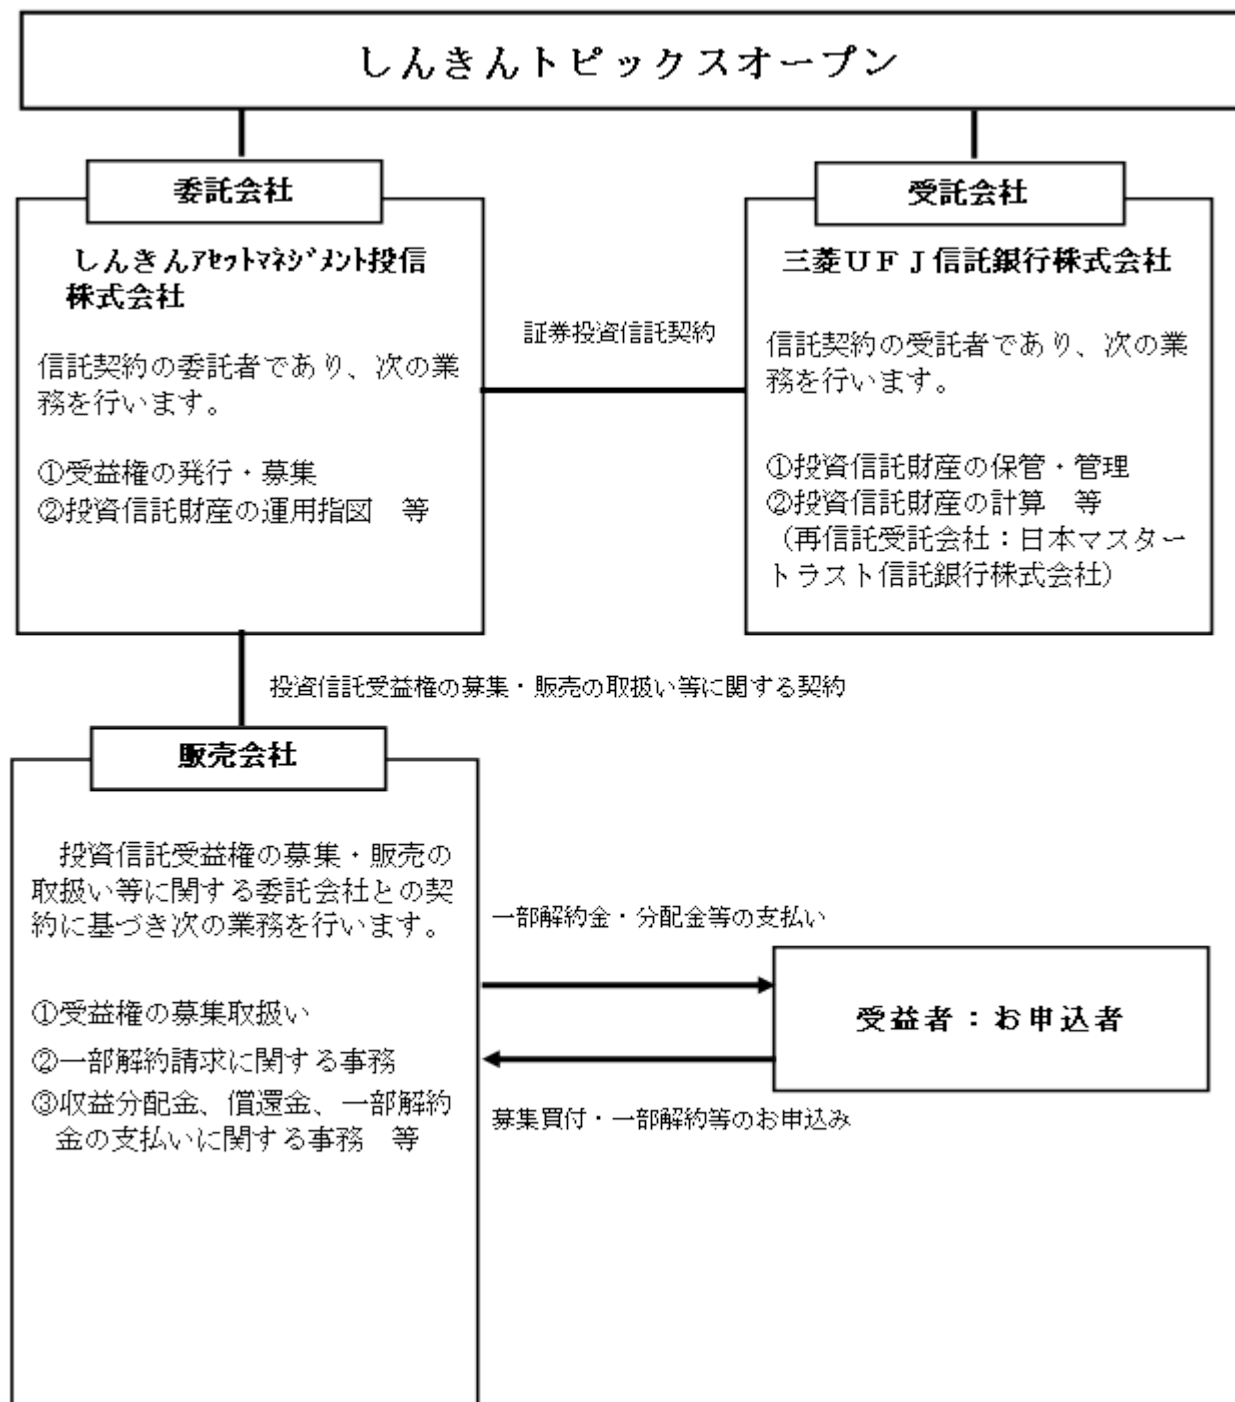 しんきんトピックスオープン
委託会社
しんきんｱｾｯﾄﾏﾈｼﾞﾒﾝﾄ投信
株式会社
信託契約の委託者であり、次の業
務を行います。
①受益権の発行・募集
②投資信託財産の運用指図　等
証券投資信託契約
受託会社
三菱ＵＦＪ信託銀行株式会社
信託契約の受託者であり、次の業
務を行います。
①投資信託財産の保管・管理
②投資信託財産の計算　等
（再信託受託会社：日本マスター
トラスト信託銀行株式会社）
投資信託受益権の募集・販売の取扱い等に関する契約
販売会社
投資信託受益権の募集・販売の
取扱い等に関する委託会社との契
約に基づき次の業務を行います。
①受益権の募集取扱い
②一部解約請求に関する事務
③収益分配金、償還金、一部解約
金の支払いに関する事務　等
一部解約金・分配金等の支払い
受益者：お申込者
募集買付・一部解約等のお申込み